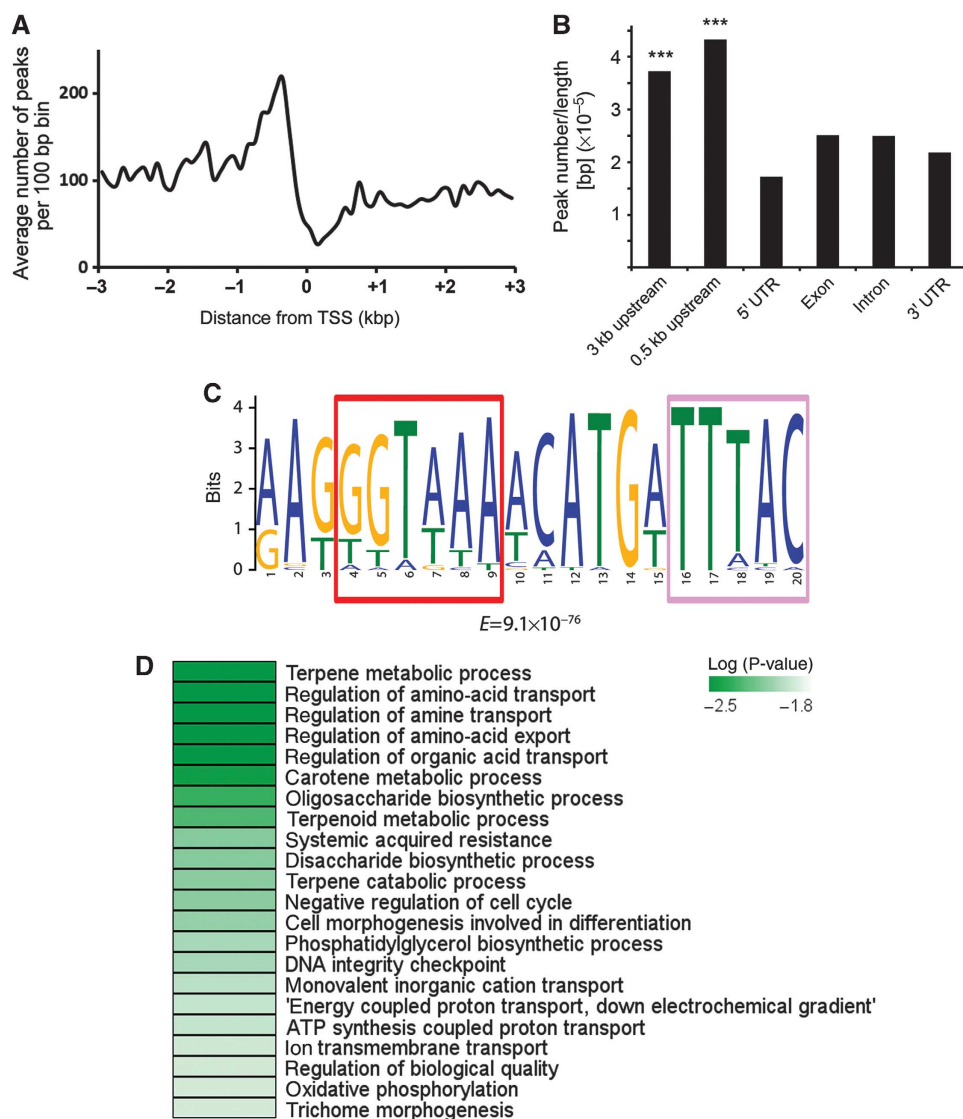 A
Average number of peaks
per 100 bp bin
200
100
0
–3
–2
–1
0
+1
+2
+3
Distance from TSS (kbp)
B
Peak number/length
[bp] (×10⁻⁵)
4
3
2
1
***
***
3 kb upstream
0.5 kb upstream
5' UTR
Exon
Intron
3' UTR
C
Bits
4
3
2
1
0
AAGGGTAAAACATGATTTAC
1 2 3 4 5 6 7 8 9 10 11 12 13 14 15 16 17 18 19 20
E=9.1×10⁻⁷⁶
D
Log (P-value)
–2.5 –1.8
Terpene metabolic process
Regulation of amino-acid transport
Regulation of amine transport
Regulation of amino-acid export
Regulation of organic acid transport
Carotene metabolic process
Oligosaccharide biosynthetic process
Terpenoid metabolic process
Systemic acquired resistance
Disaccharide biosynthetic process
Terpene catabolic process
Negative regulation of cell cycle
Cell morphogenesis involved in differentiation
Phosphatidylglycerol biosynthetic process
DNA integrity checkpoint
Monovalent inorganic cation transport
'Energy coupled proton transport, down electrochemical gradient'
ATP synthesis coupled proton transport
Ion transmembrane transport
Regulation of biological quality
Oxidative phosphorylation
Trichome morphogenesis